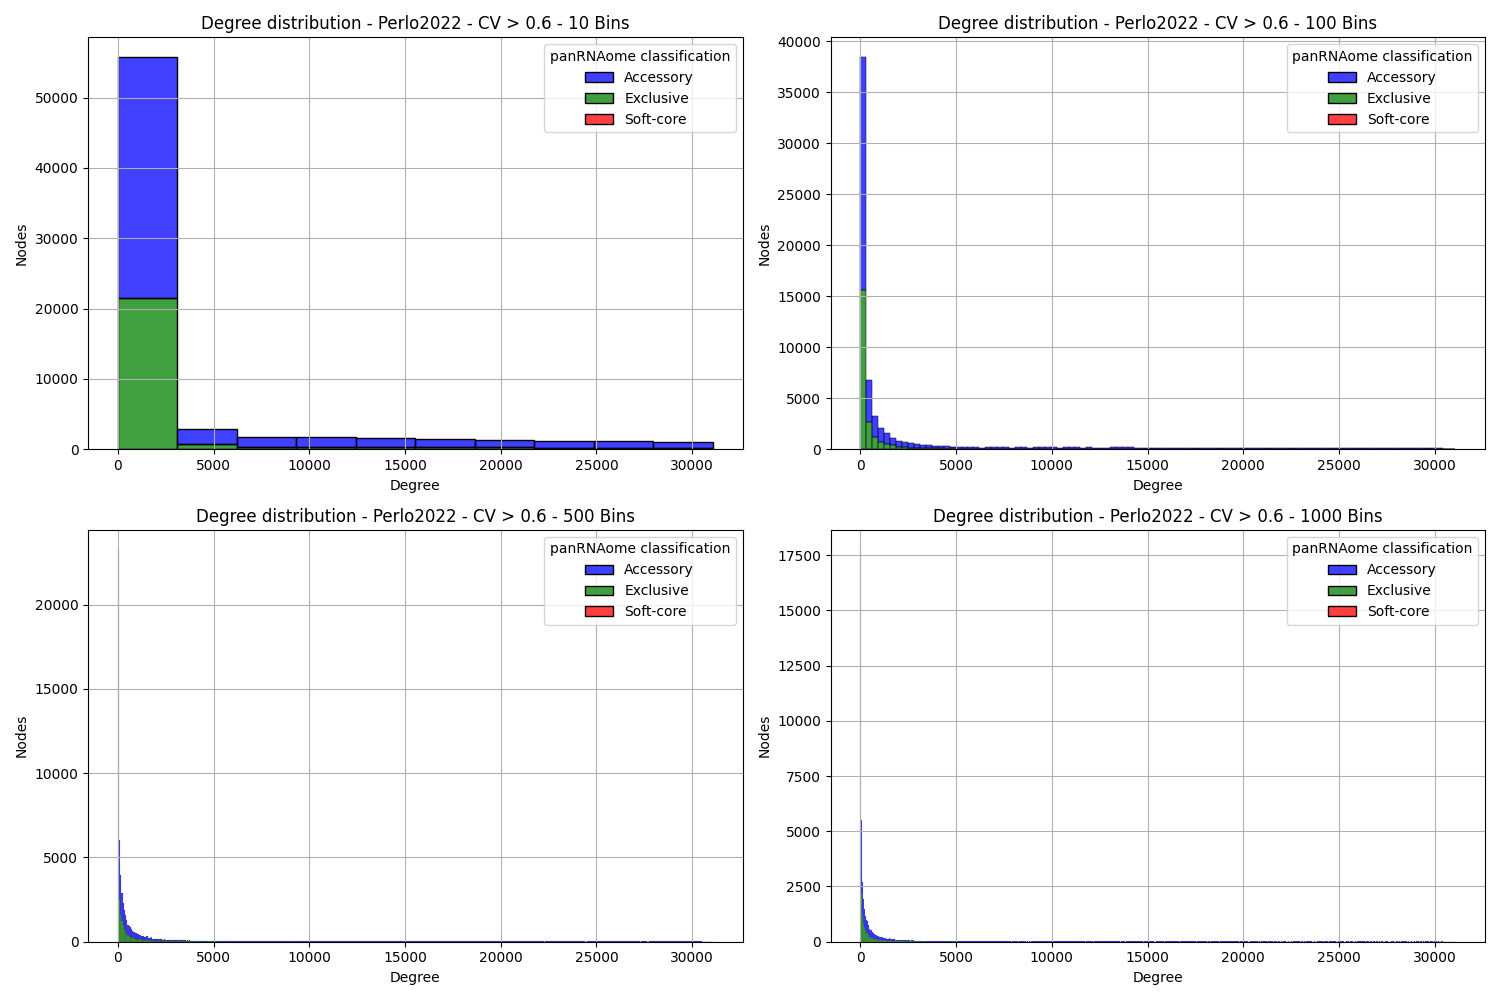 Degree distribution - Perlo2022 - CV > 0.6 - 10 Bins
panRNAome classification
Accessory
Exclusive
Soft-core
50000
40000
30000
20000
10000
0
Nodes
0 5000 10000 15000 20000 25000 30000
Degree
Degree distribution - Perlo2022 - CV > 0.6 - 100 Bins
panRNAome classification
Accessory
Exclusive
Soft-core
40000
35000
30000
25000
20000
15000
10000
5000
0
Nodes
0 5000 10000 15000 20000 25000 30000
Degree
Degree distribution - Perlo2022 - CV > 0.6 - 500 Bins
panRNAome classification
Accessory
Exclusive
Soft-core
20000
15000
10000
5000
0
Nodes
0 5000 10000 15000 20000 25000 30000
Degree
Degree distribution - Perlo2022 - CV > 0.6 - 1000 Bins
panRNAome classification
Accessory
Exclusive
Soft-core
17500
15000
12500
10000
7500
5000
2500
0
Nodes
0 5000 10000 15000 20000 25000 30000
Degree